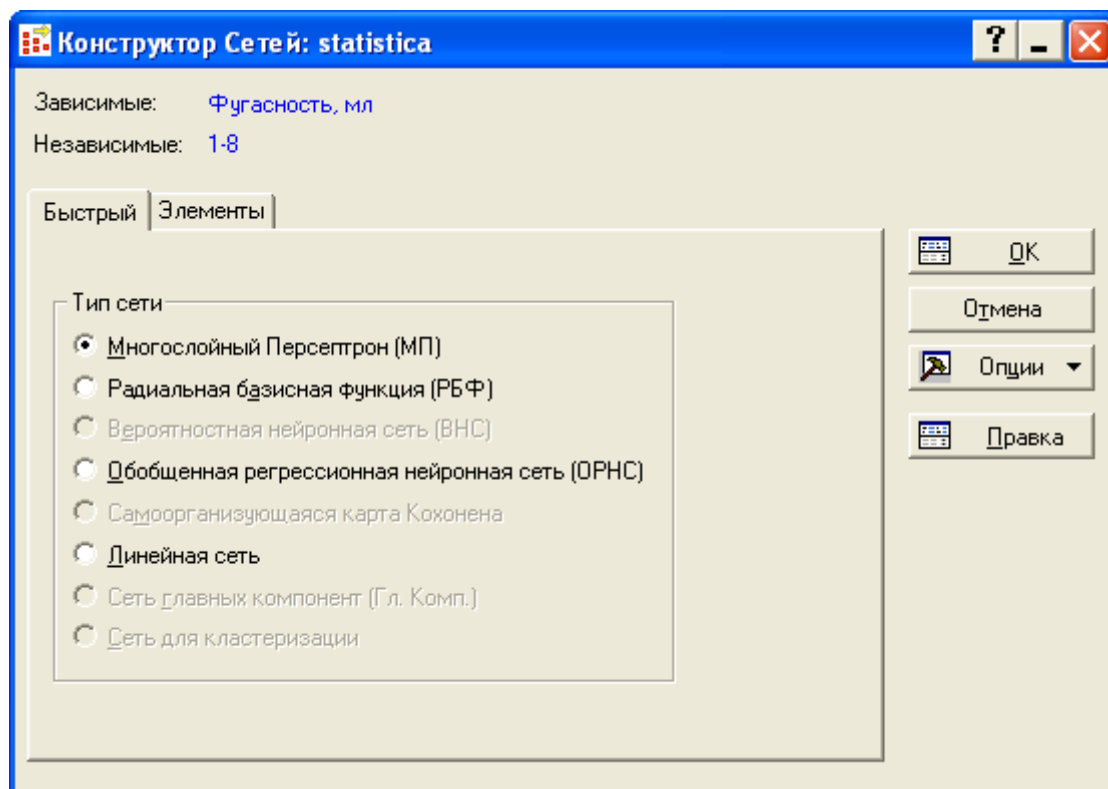 Конструктор Сетей: statistica
Зависимые: Фугасность, мл
Независимые: 1-8
Быстрый Элементы
Тип сети
Многослойный Персептрон (МП)
Радиальная базисная функция (РБФ)
Вероятностная нейронная сеть (ВНС)
Обобщенная регрессионная нейронная сеть (ОРНС)
Самоорганизующаяся карта Кохонена
Линейная сеть
Сеть главных компонент (Гл. Комп.)
Сеть для кластеризации
OK
Отмена
Опции
Правка